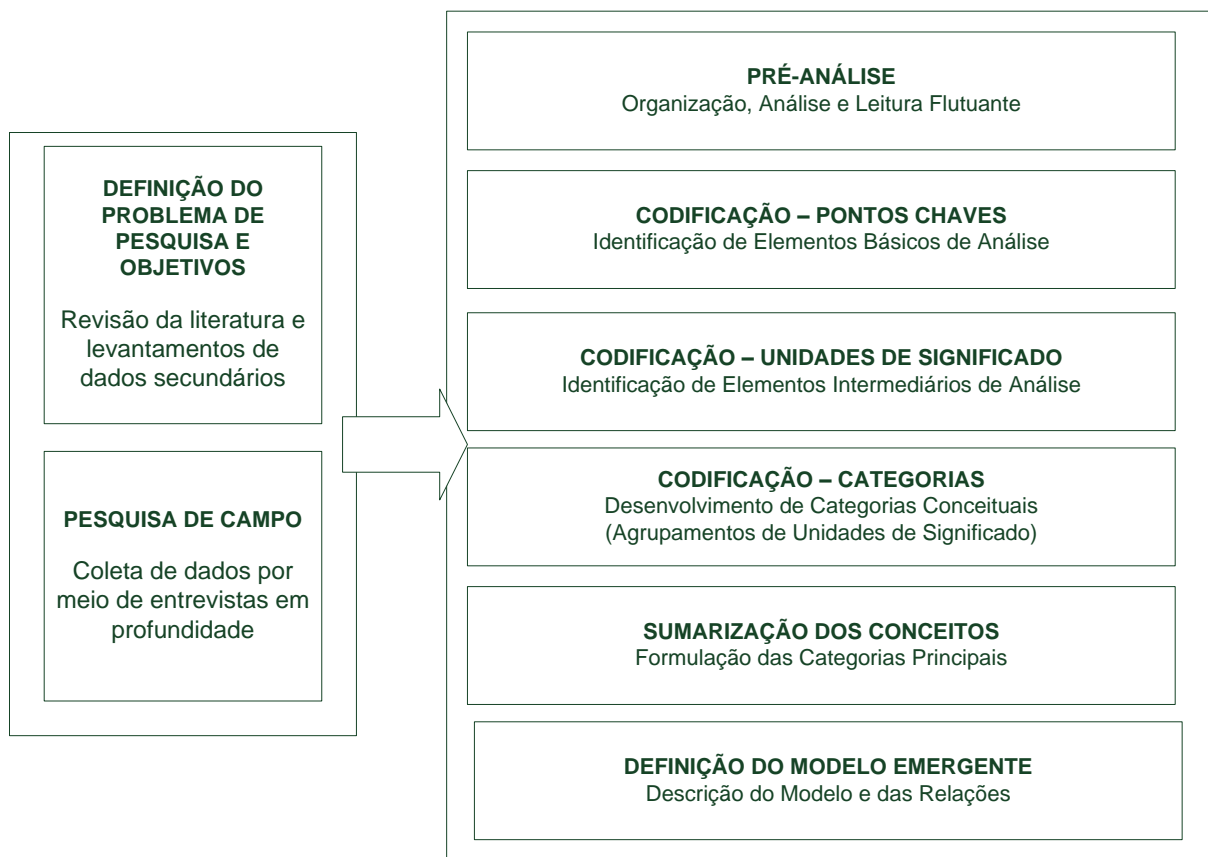 DEFINIÇÃO DO
PROBLEMA DE
PESQUISA E
OBJETIVOS
Revisão da literatura e
levantamentos de
dados secundários
PESQUISA DE CAMPO
Coleta de dados por
meio de entrevistas em
profundidade
PRÉ-ANÁLISE
Organização, Análise e Leitura Flutuante
CODIFICAÇÃO – PONTOS CHAVES
Identificação de Elementos Básicos de Análise
CODIFICAÇÃO – UNIDADES DE SIGNIFICADO
Identificação de Elementos Intermediários de Análise
CODIFICAÇÃO – CATEGORIAS
Desenvolvimento de Categorias Conceituais
(Agrupamentos de Unidades de Significado)
SUMARIZAÇÃO DOS CONCEITOS
Formulação das Categorias Principais
DEFINIÇÃO DO MODELO EMERGENTE
Descrição do Modelo e das Relações